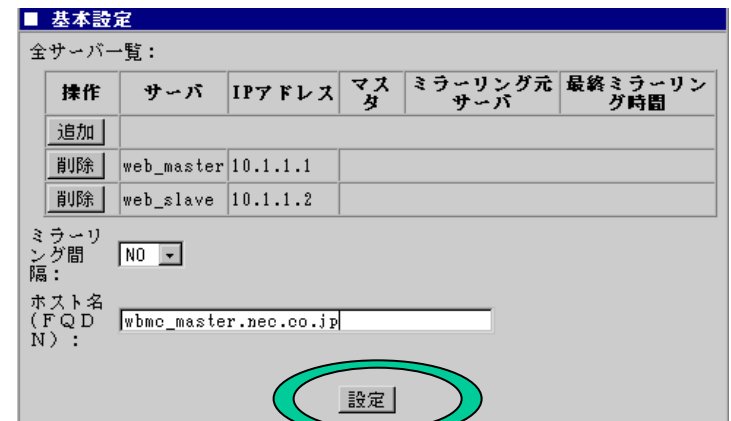 ■ 基本設定
全サーバー覧：
操作 サーバ IPアドレス マスタ ミラーリング元サーバ 最終ミラーリング時間
追加
削除 web_master 10.1.1.1
削除 web_slave 10.1.1.2
ミラーリ
ング間
隔：
NO
ホスト名
(ＦＱＤ
Ｎ)：
wbmc_master.nec.co.jp
設定